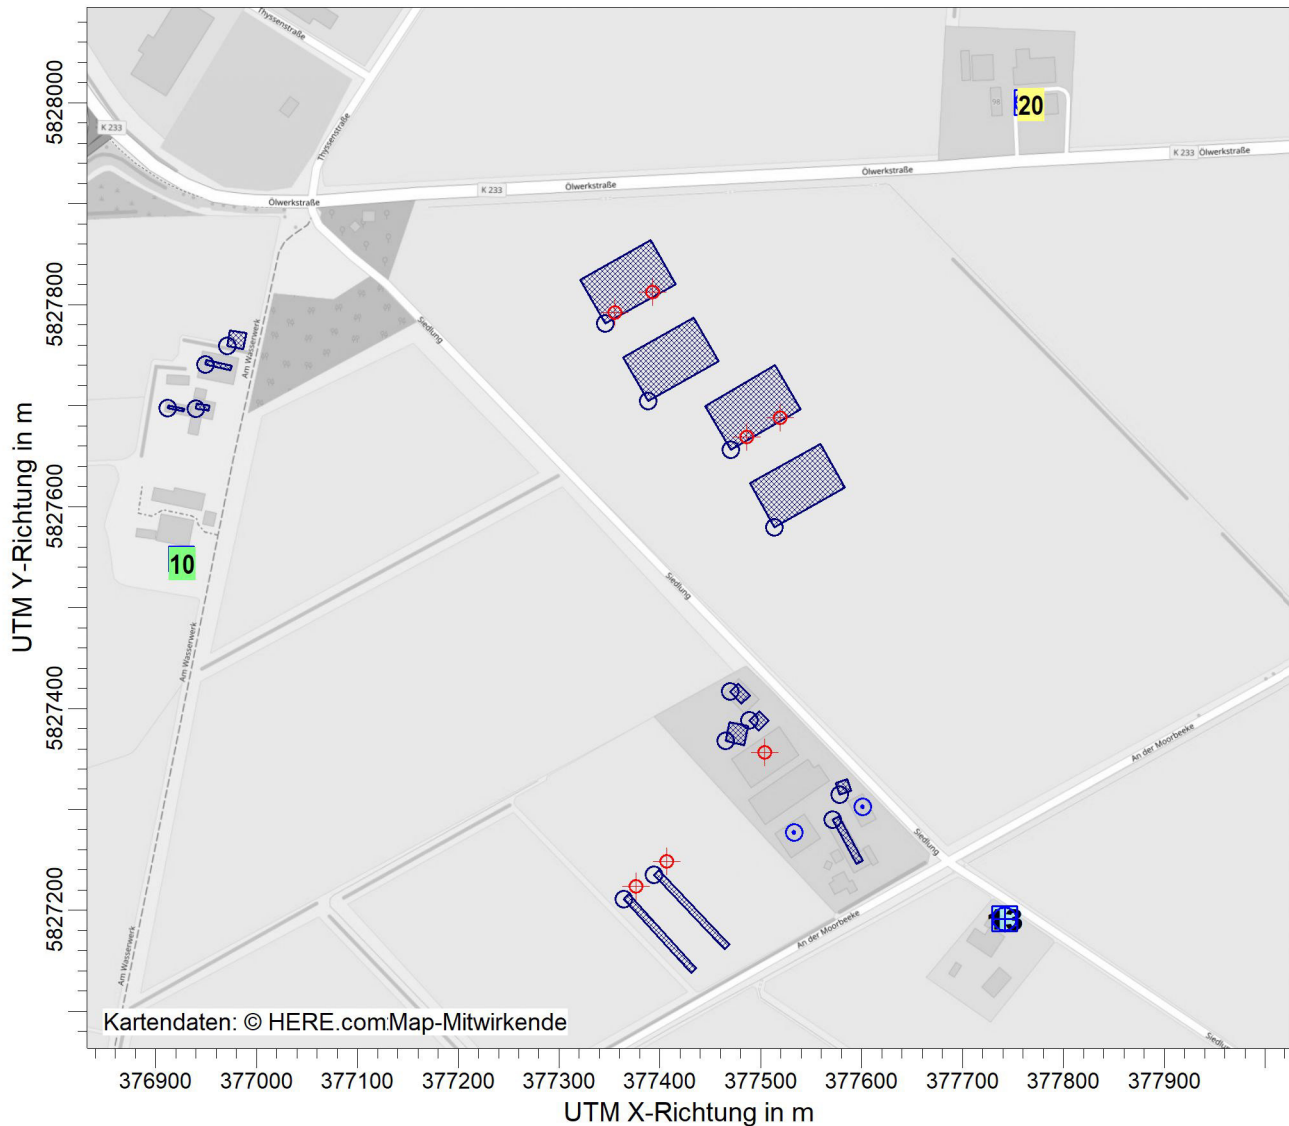 Thyssenstraße
5828000
K 233
98
20
Thyssenstraße
K 233
Ölwerkstraße
Ölwerkstraße
K 233
Ölwerkstraße
Ölwerkstraße
5827800
Am Wasserwerk
Siedlung
UTM Y-Richtung in m
5827600
10
Siedlung
Am Wasserwerk
5827400
An der Moorbeeke
Siedlung
5827200
An der Moorbeeke
Am Wasserwerk
Kartendaten: © HERE.com
Map-Mitwirkende
376900 377000 377100 377200 377300 377400 377500 377600 377700 377800 377900
UTM X-Richtung in m